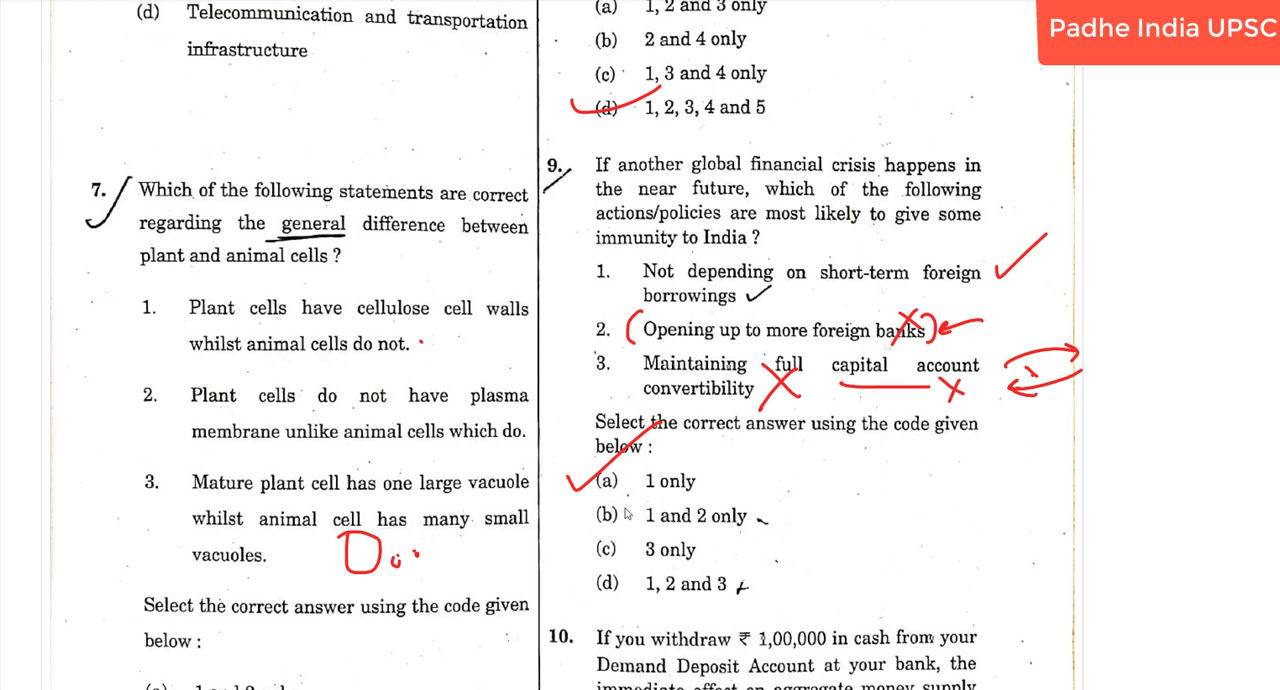 (d) Telecommunication and transportation
infrastructure
7. Which of the following statements are correct
regarding the general difference between
plant and animal cells ?
1. Plant cells have cellulose cell walls
whilst animal cells do not.
2. Plant cells do not have plasma
membrane unlike animal cells which do.
3. Mature plant cell has one large vacuole
whilst animal cell has many small
vacuoles.
Select the correct answer using the code given
below :
(a) 1, 2 and 3 only
(b) 2 and 4 only
(c) 1, 3 and 4 only
(d) 1, 2, 3, 4 and 5
9. If another global financial crisis happens in
the near future, which of the following
actions/policies are most likely to give some
immunity to India ?
1. Not depending on short-term foreign
borrowings
2. Opening up to more foreign banks
3. Maintaining full capital account
convertibility
Select the correct answer using the code given
below :
(a) 1 only
(b) 1 and 2 only
(c) 3 only
(d) 1, 2 and 3
10. If you withdraw ₹ 1,00,000 in cash from your
Demand Deposit Account at your bank, the
immediate effect on aggregate money supply
Padhe India UPSC